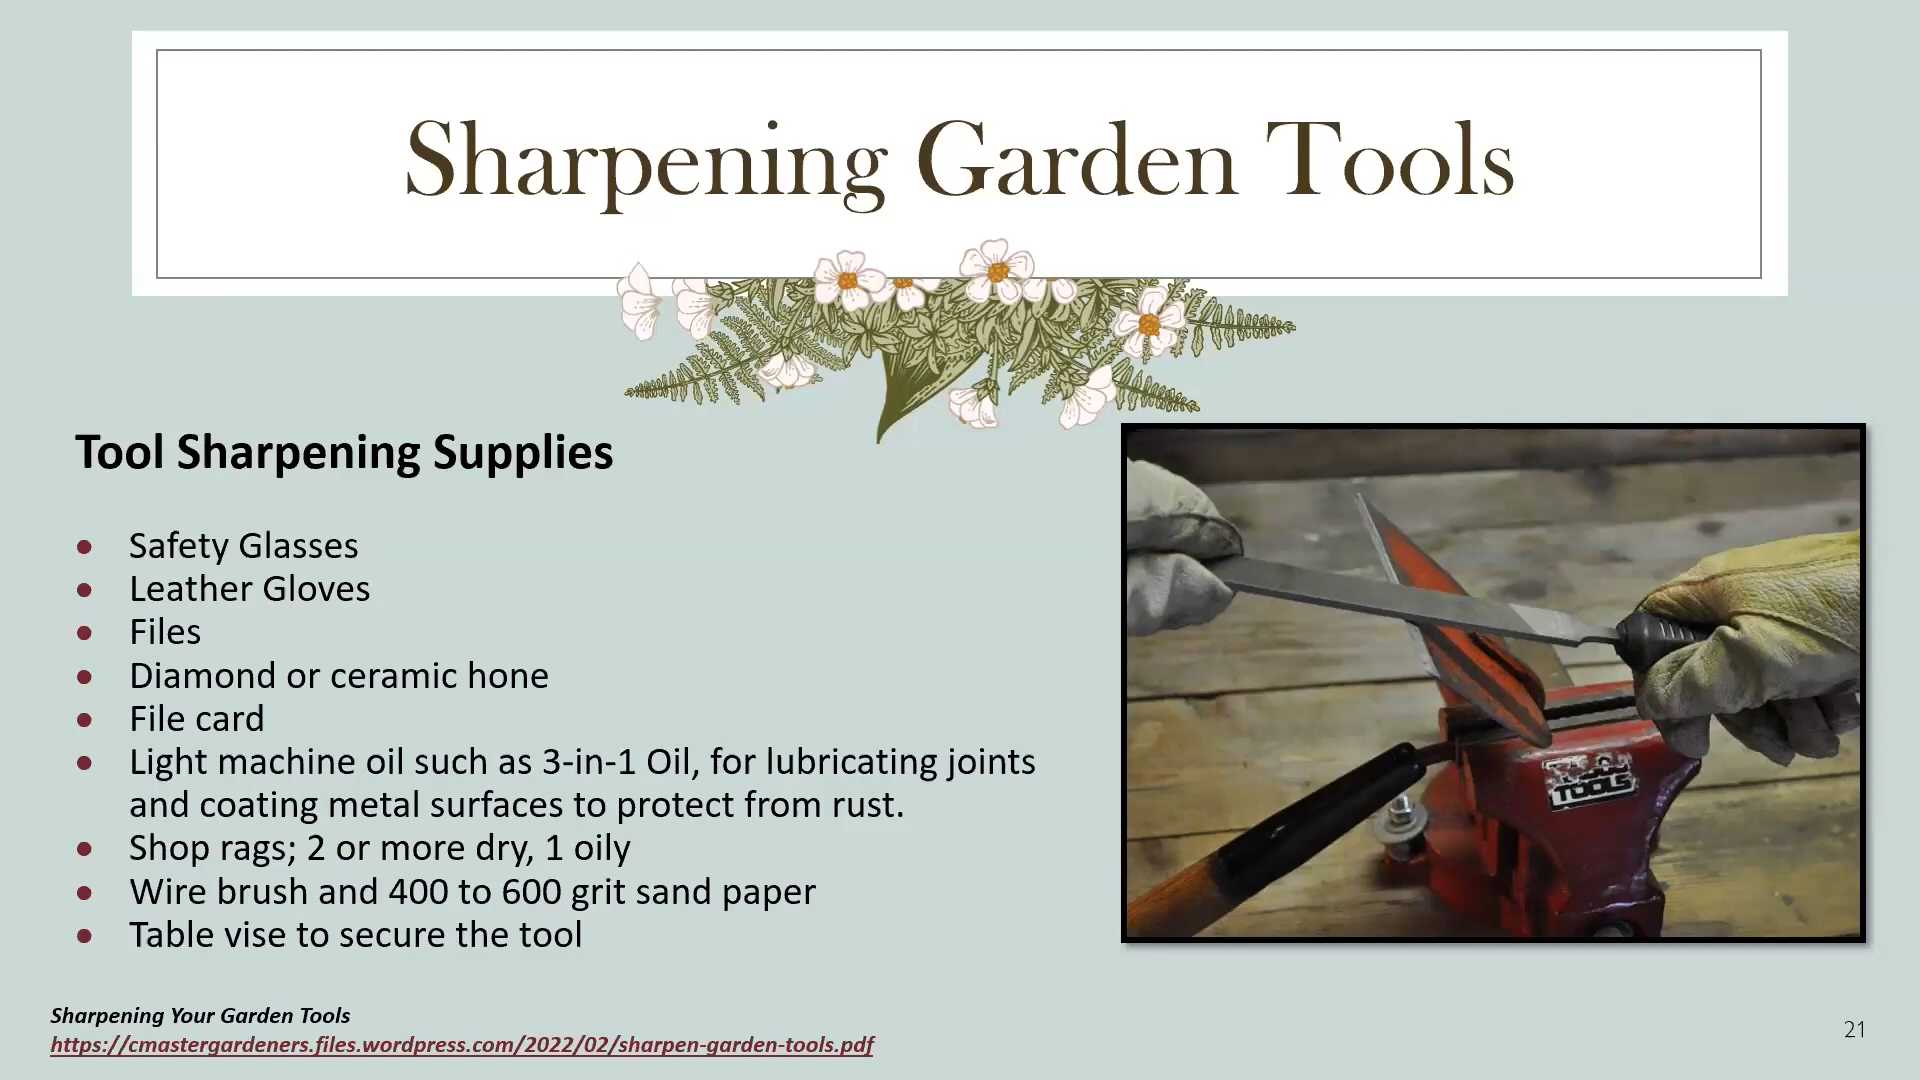 Sharpening Garden Tools
Tool Sharpening Supplies
• Safety Glasses
• Leather Gloves
• Files
• Diamond or ceramic hone
• File card
• Light machine oil such as 3-in-1 Oil, for lubricating joints
and coating metal surfaces to protect from rust.
• Shop rags; 2 or more dry, 1 oily
• Wire brush and 400 to 600 grit sand paper
• Table vise to secure the tool
TOOLS
Sharpening Your Garden Tools
https://cmastergardeners.files.wordpress.com/2022/02/sharpen-garden-tools.pdf
21